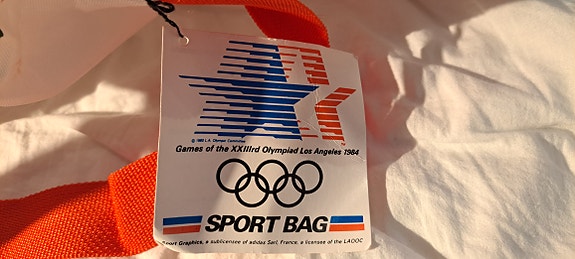 © 1980 L.A. Olympic Committee
Games of the XXIIIrd Olympiad Los Angeles 1984
SPORT BAG
Sport Graphics, a sublicensee of adidas Sarl, France, a licensee of the LAOOC